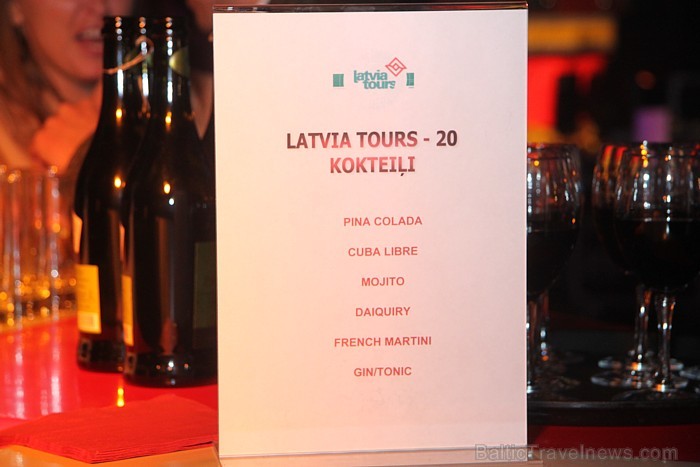 latvia
tours
LATVIA TOURS - 20
KOKTEIĻI
PINA COLADA
CUBA LIBRE
MOJITO
DAIQUIRY
FRENCH MARTINI
GIN/TONIC
BalticTravelnews.com